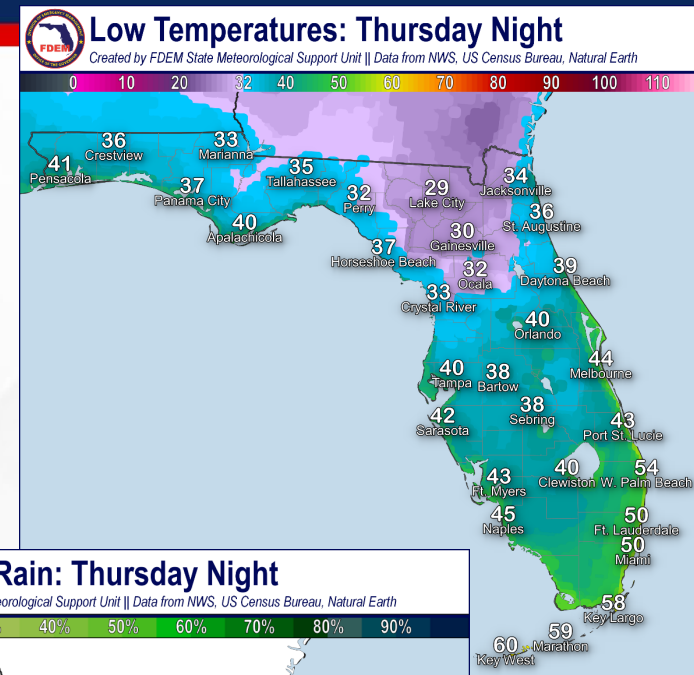 FDEM
Low Temperatures: Thursday Night
Created by FDEM State Meteorological Support Unit || Data from NWS, US Census Bureau, Natural Earth
0 10 20 32 40 50 60 70 80 90 100 110
36
Crestview
33
Marianna
41
Pensacola
37
Panama City
40
Apalachicola
35
Tallahassee
32
Perry
29
Lake City
34
Jacksonville
36
St. Augustine
30
Gainesville
37
Horseshoe Beach
32
Ocala
39
Daytona Beach
33
Crystal River
40
Orlando
44
Melbourne
40
Tampa
38
Bartow
38
Sebring
42
Sarasota
43
Port St. Lucie
43
Ft. Myers
40
Clewiston
54
W. Palm Beach
45
Naples
50
Ft. Lauderdale
50
Miami
58
Key Largo
59
Marathon
60
Key West
Rain: Thursday Night
eorological Support Unit || Data from NWS, US Census Bureau, Natural Earth
40% 50% 60% 70% 80% 90%